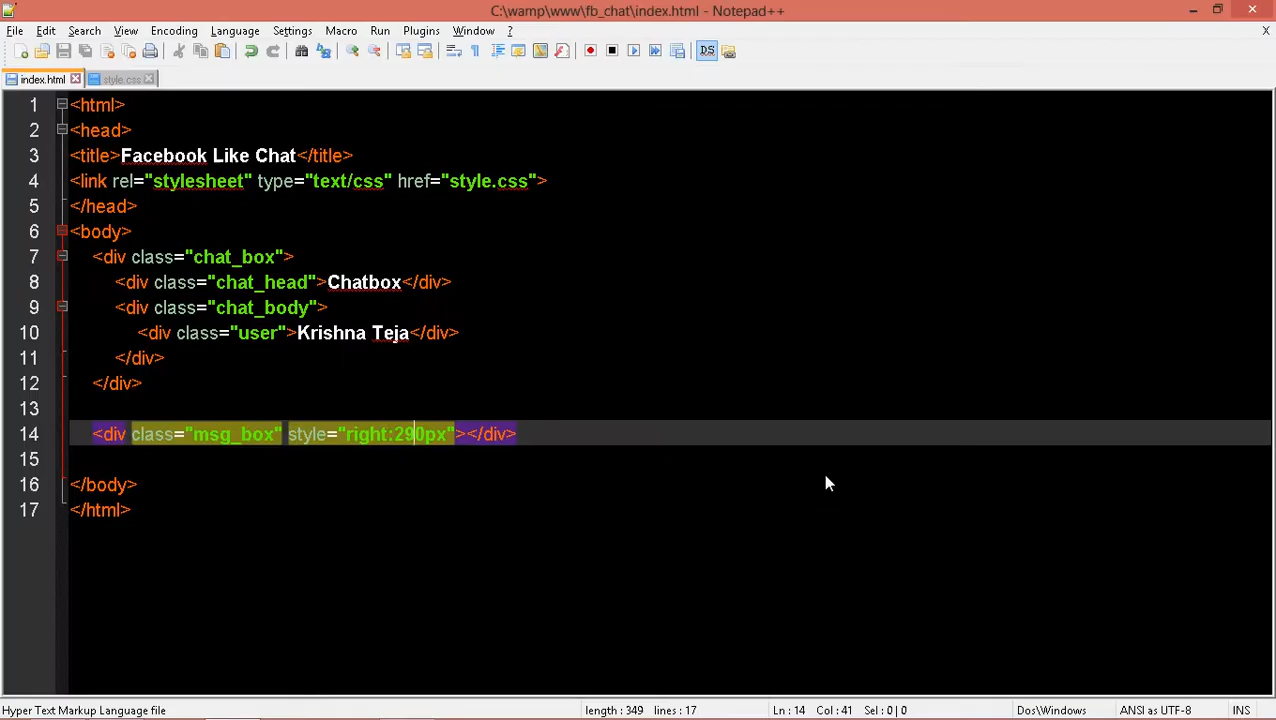 C:\wamp\www\fb_chat\index.html - Notepad++
File Edit Search View Encoding Language Settings Macro Run Plugins Window ? X
DS
index.html style.css
1 <html>
2 <head>
3 <title>Facebook Like Chat</title>
4 <link rel="stylesheet" type="text/css" href="style.css">
5 </head>
6 <body>
7 <div class="chat_box">
8 <div class="chat_head">Chatbox</div>
9 <div class="chat_body">
10 <div class="user">Krishna Teja</div>
11 </div>
12 </div>
13
14 <div class="msg_box" style="right:290px"></div>
15
16 </body>
17 </html>
Hyper Text Markup Language file length : 349 lines : 17 Ln : 14 Col : 41 Sel : 0 | 0 Dos\Windows ANSI as UTF-8 INS